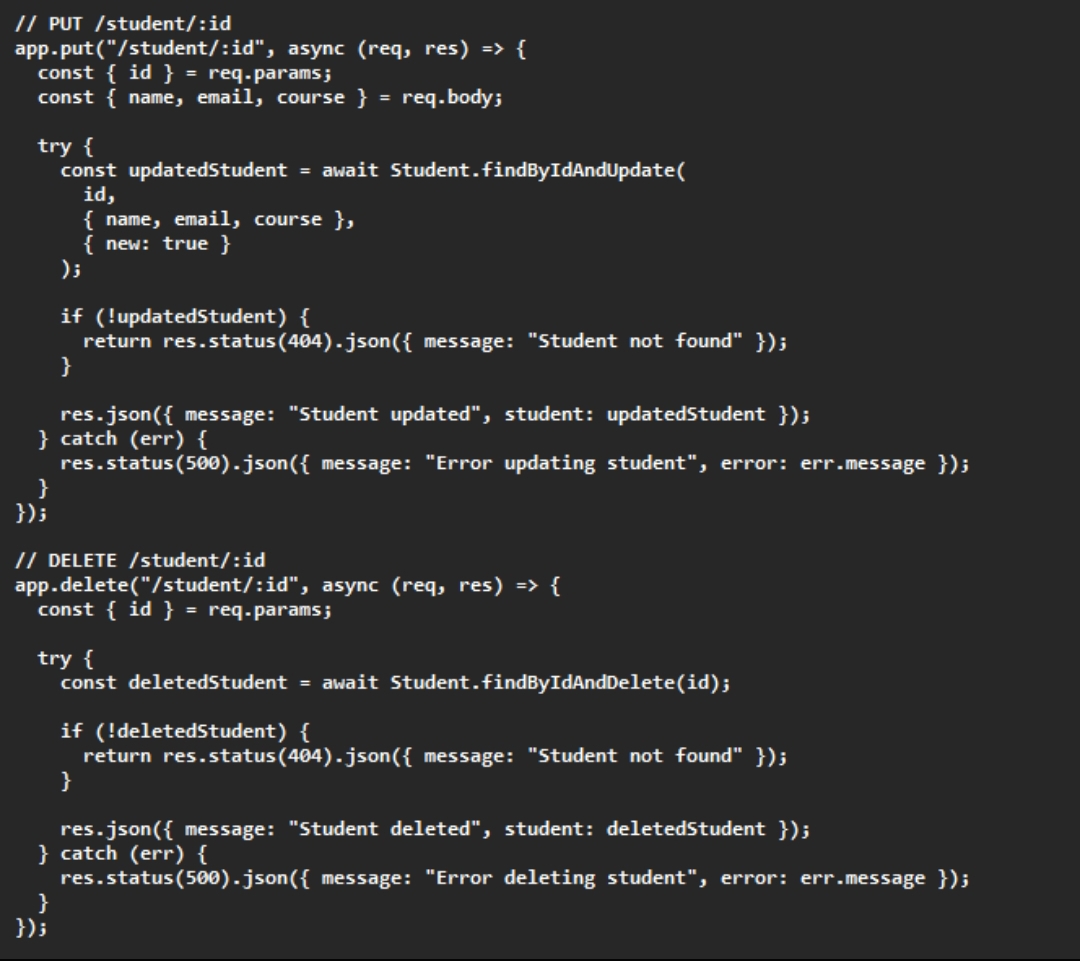 // PUT /student/:id
app.put("/student/:id", async (req, res) => {
  const { id } = req.params;
  const { name, email, course } = req.body;

  try {
    const updatedStudent = await Student.findByIdAndUpdate(
      id,
      { name, email, course },
      { new: true }
    );

    if (!updatedStudent) {
      return res.status(404).json({ message: "Student not found" });
    }

    res.json({ message: "Student updated", student: updatedStudent });
  } catch (err) {
    res.status(500).json({ message: "Error updating student", error: err.message });
  }
});

// DELETE /student/:id
app.delete("/student/:id", async (req, res) => {
  const { id } = req.params;

  try {
    const deletedStudent = await Student.findByIdAndDelete(id);

    if (!deletedStudent) {
      return res.status(404).json({ message: "Student not found" });
    }

    res.json({ message: "Student deleted", student: deletedStudent });
  } catch (err) {
    res.status(500).json({ message: "Error deleting student", error: err.message });
  }
});